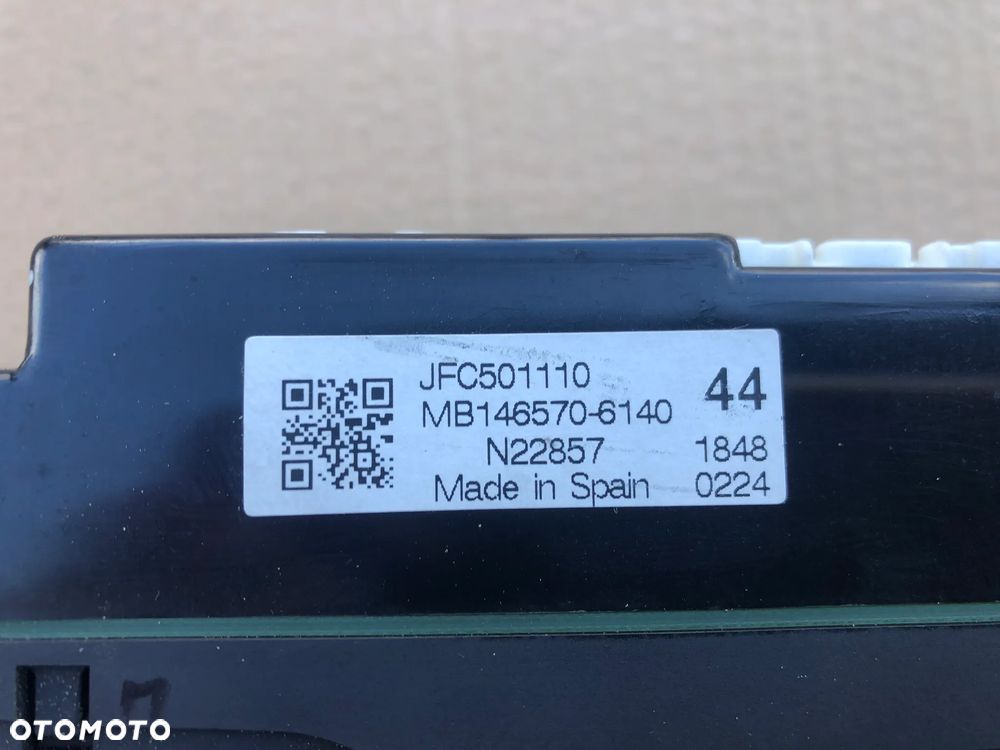 JFC501110
44
MB146570-6140
N22857
1848
Made in Spain
0224
OTOMOTO